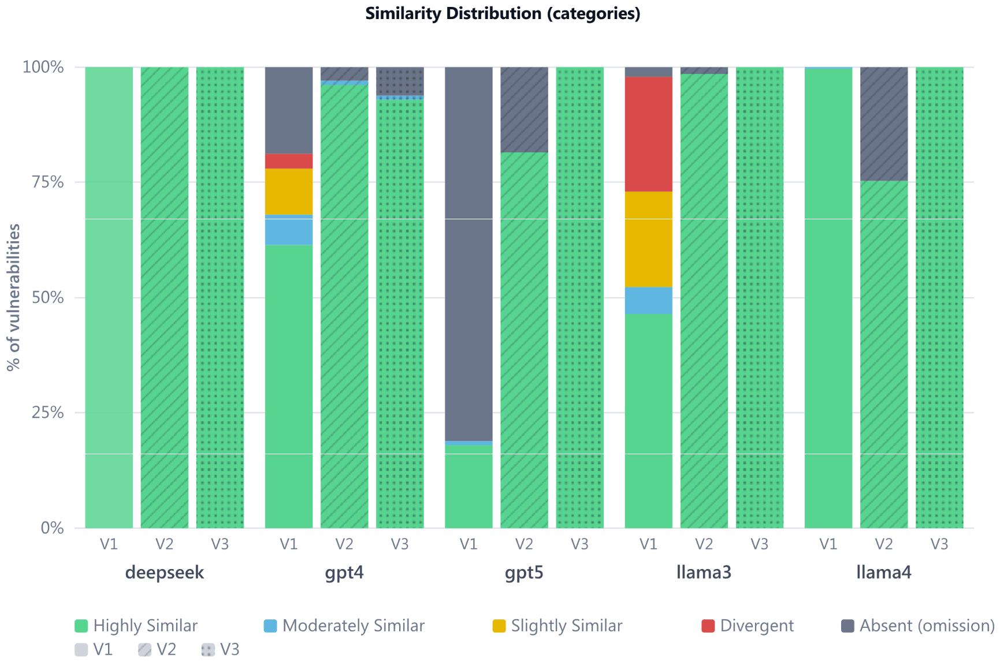 Similarity Distribution (categories)
100%
75%
50%
25%
0%
% of vulnerabilities
V1 V2 V3 V1 V2 V3 V1 V2 V3 V1 V2 V3 V1 V2 V3
deepseek gpt4 gpt5 llama3 llama4
Highly Similar Moderately Similar Slightly Similar Divergent Absent (omission)
V1 V2 V3